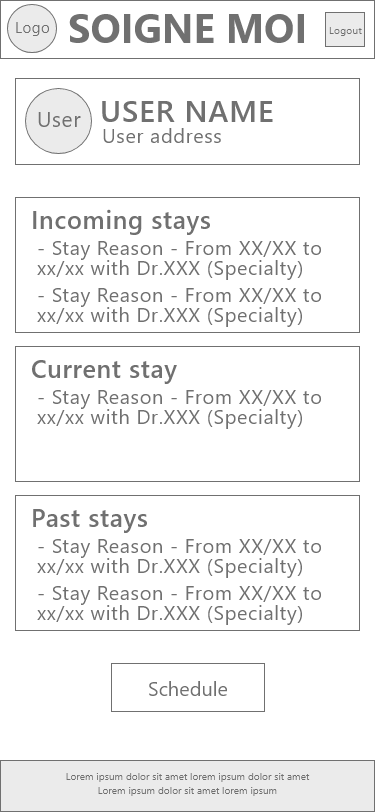 Logo
SOIGNE MOI
Logout
User
USER NAME
User address
Incoming stays
- Stay Reason - From XX/XX to
xx/xx with Dr.XXX (Specialty)
- Stay Reason - From XX/XX to
xx/xx with Dr.XXX (Specialty)
Current stay
- Stay Reason - From XX/XX to
xx/xx with Dr.XXX (Specialty)
Past stays
- Stay Reason - From XX/XX to
xx/xx with Dr.XXX (Specialty)
- Stay Reason - From XX/XX to
xx/xx with Dr.XXX (Specialty)
Schedule
Lorem ipsum dolor sit amet lorem ipsum dolor sit amet
Lorem ipsum dolor sit amet lorem ipsum